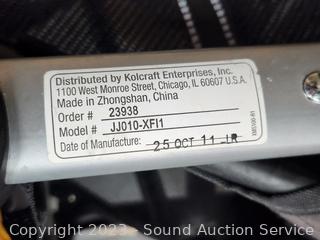 Distributed by Kolcraft Enterprises, Inc.
1100 West Monroe Street, Chicago, IL 60607 U.S.A.
Made in Zhongshan, China
Order # 23938
Model # JJ010-XFI1
Date of Manufacture: 25 OCT 11
Copyright 2023 - Sound Auction Service